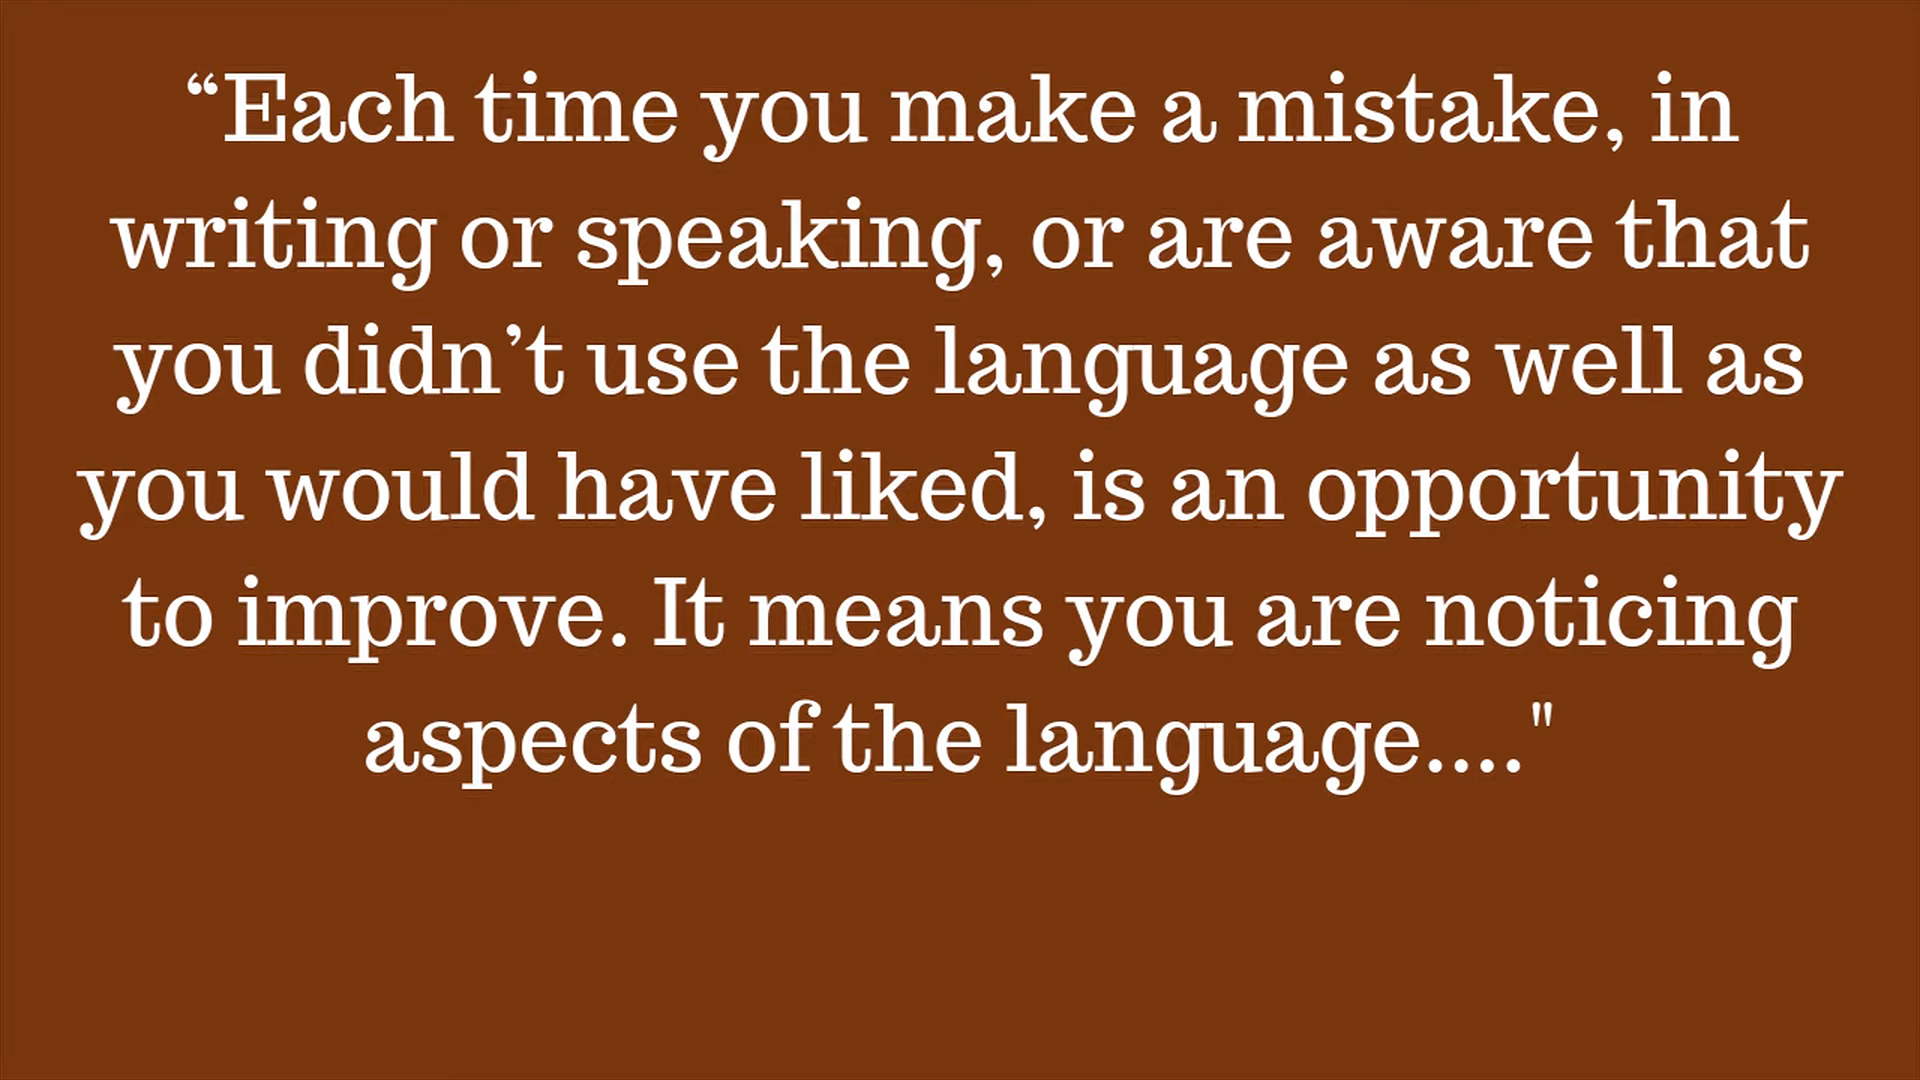 “Each time you make a mistake, in
writing or speaking, or are aware that
you didn’t use the language as well as
you would have liked, is an opportunity
to improve. It means you are noticing
aspects of the language...."